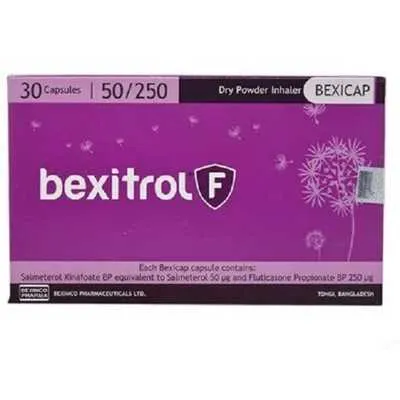 30 Capsules 50/250 Dry Powder Inhaler BEXICAP
bexitrol F
Each Bexicap capsule contains:
Salmeterol Xinafoate BP equivalent to Salmeterol 50 µg and Fluticasone Propionate BP 250 µg
BEXIMCO PHARMA
BEXIMCO PHARMACEUTICALS LTD. TONGI, BANGLADESH